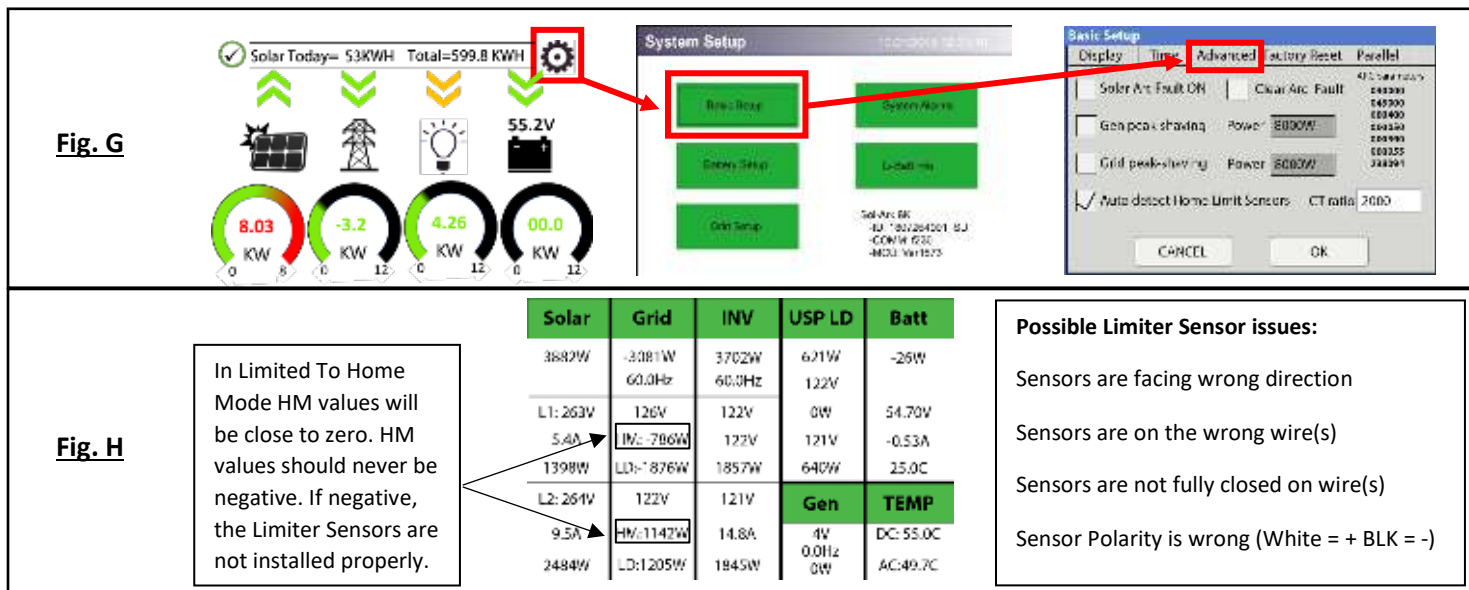 Fig. G
Solar Today= 53KWH Total=599.8 KWH
55.2V
8.03
KW
0 8
-3.2
KW
0 12
4.26
KW
0 12
00.0
KW
0 12
System Setup
Basic Setup
System Alarms
Battery Setup
Grid Setup
Basic Setup
Display Time Advanced Factory Reset Parallel
Solar Arc Fault ON Clear Arc Fault
Gen peak-shaving Power 8000W
Grid peak-shaving Power 8000W
Auto detect Home Limit Sensors CT ratio 2000
CANCEL OK
Fig. H
In Limited To Home
Mode HM values will
be close to zero. HM
values should never be
negative. If negative,
the Limiter Sensors are
not installed properly.
Solar Grid INV USP LD Batt
3882W -3081W 3702W 621W -26W
60.0Hz 60.0Hz 122V
L1: 263V 126V 122V 0W 54.70V
5.4A -786W 122V 121V -0.53A
1398W LD:-1876W 1857W 640W 25.0C
L2: 264V 122V 121V Gen TEMP
9.5A HM:1142W 14.8A 4V DC: 55.0C
0.0Hz
2484W LD:1205W 1845W 0W AC:49.7C
Possible Limiter Sensor issues:
Sensors are facing wrong direction
Sensors are on the wrong wire(s)
Sensors are not fully closed on wire(s)
Sensor Polarity is wrong (White = + BLK = -)